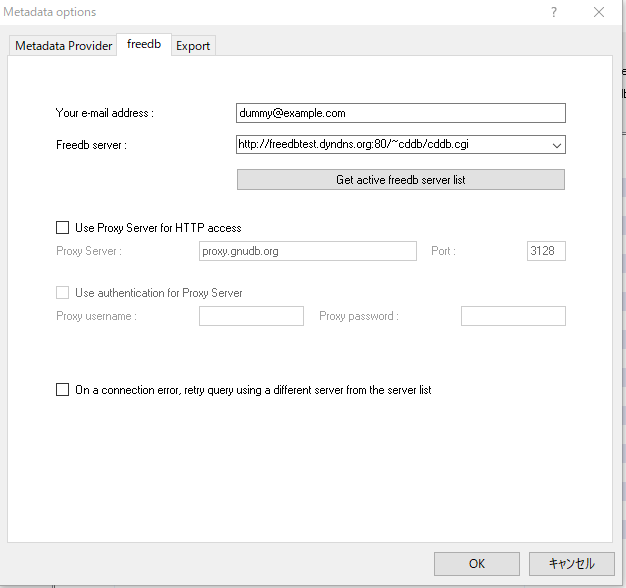 Metadata options
?
Metadata Provider
freedb
Export
Your e-mail address :
dummy@example.com
Freedb server :
http://freedbtest.dyndns.org:80/~cddb/cddb.cgi
Get active freedb server list
Use Proxy Server for HTTP access
Proxy Server :
proxy.gnudb.org
Port :
3128
Use authentication for Proxy Server
Proxy username :
Proxy password :
On a connection error, retry query using a different server from the server list
OK
キャンセル